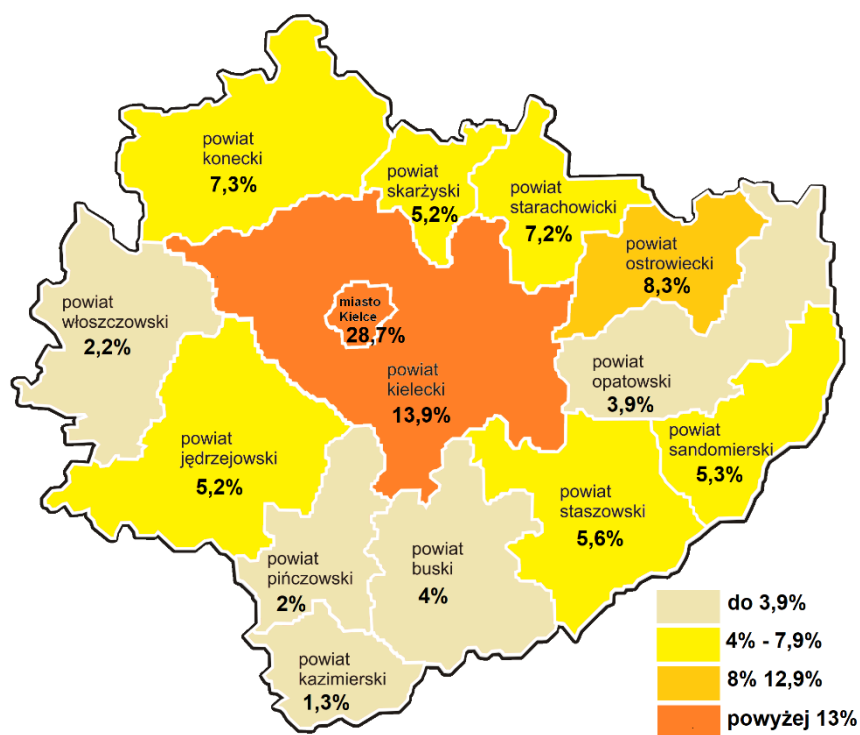 powiat
konecki
7,3%
powiat
skarżyski
5,2%
powiat
starachowicki
7,2%
powiat
ostrowiecki
8,3%
powiat
włoszczowski
2,2%
miasto
Kielce
28,7%
powiat
kielecki
13,9%
powiat
opatowski
3,9%
powiat
sandomierski
5,3%
powiat
jędrzejowski
5,2%
powiat
staszowski
5,6%
powiat
pińczowski
2%
powiat
buski
4%
powiat
kazimierski
1,3%
do 3,9%
4% - 7,9%
8% 12,9%
powyżej 13%